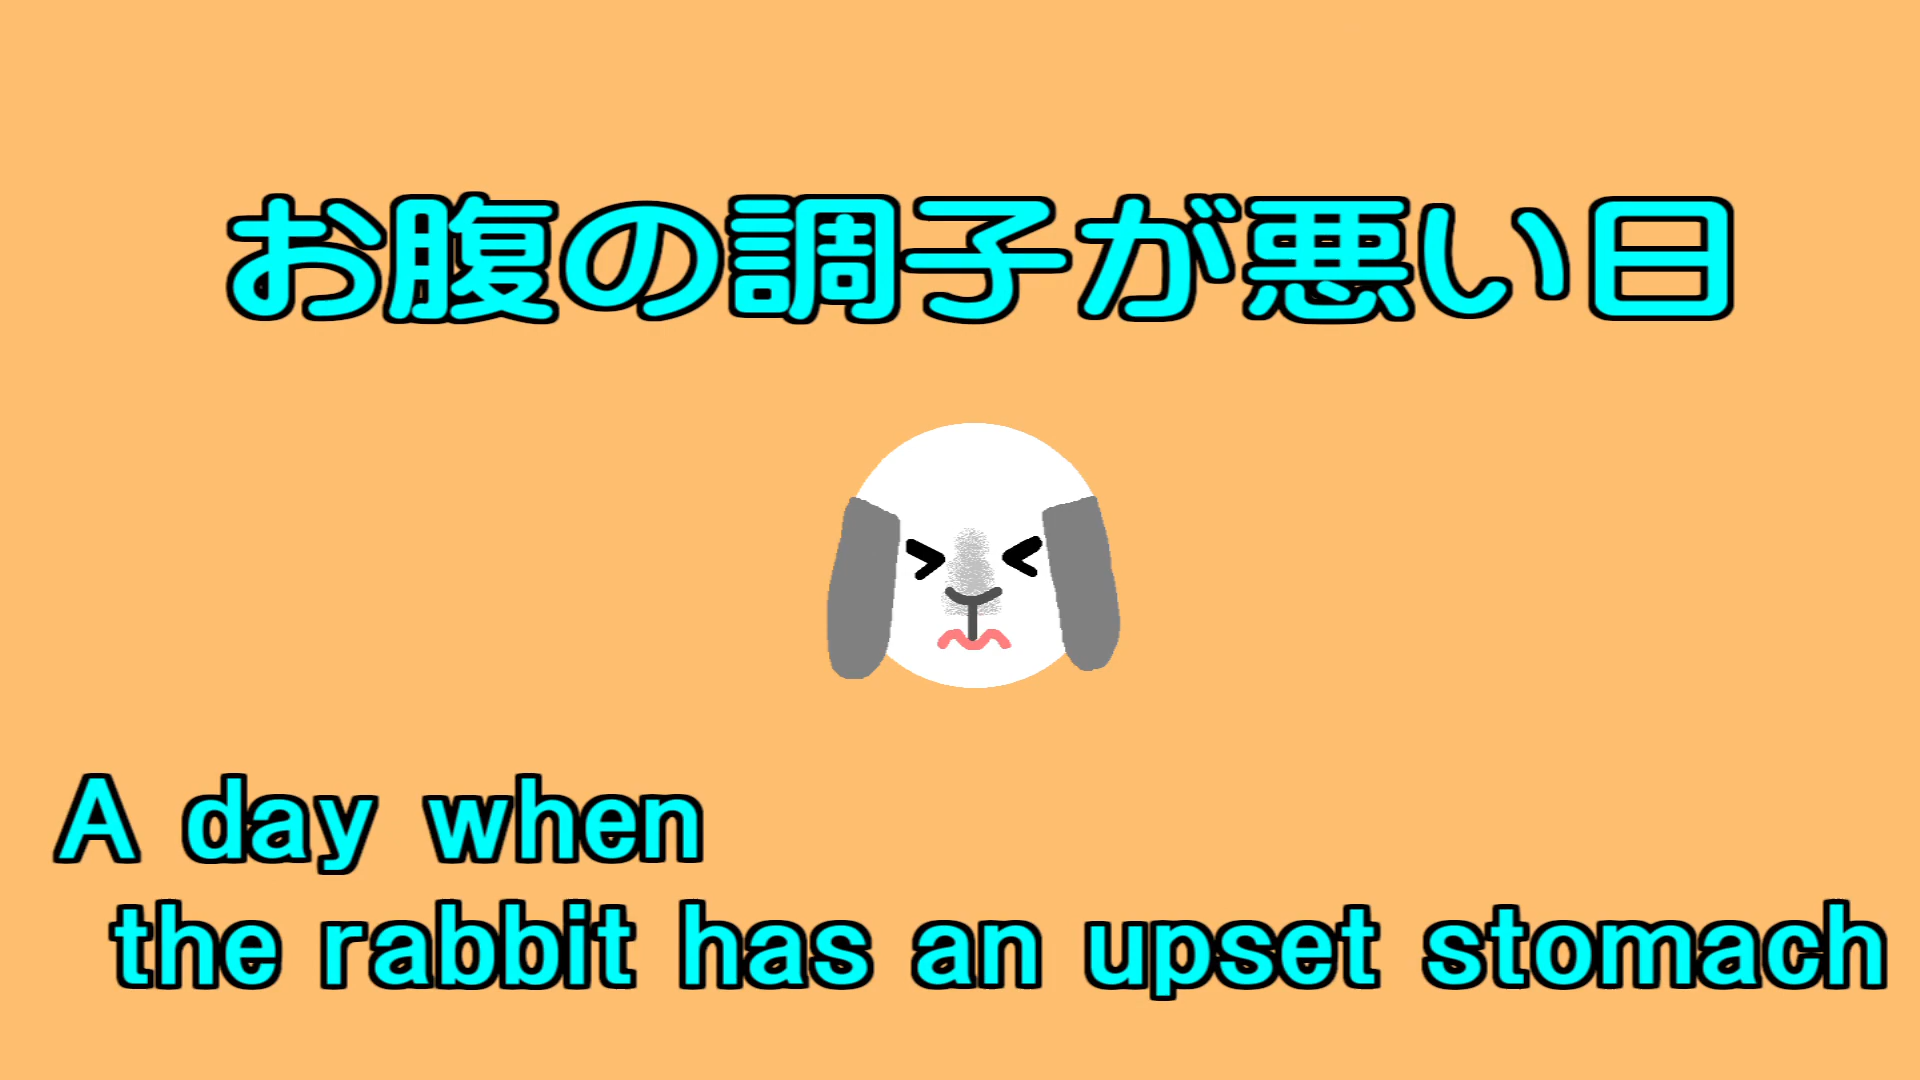 お腹の調子が悪い日
A day when
the rabbit has an upset stomach